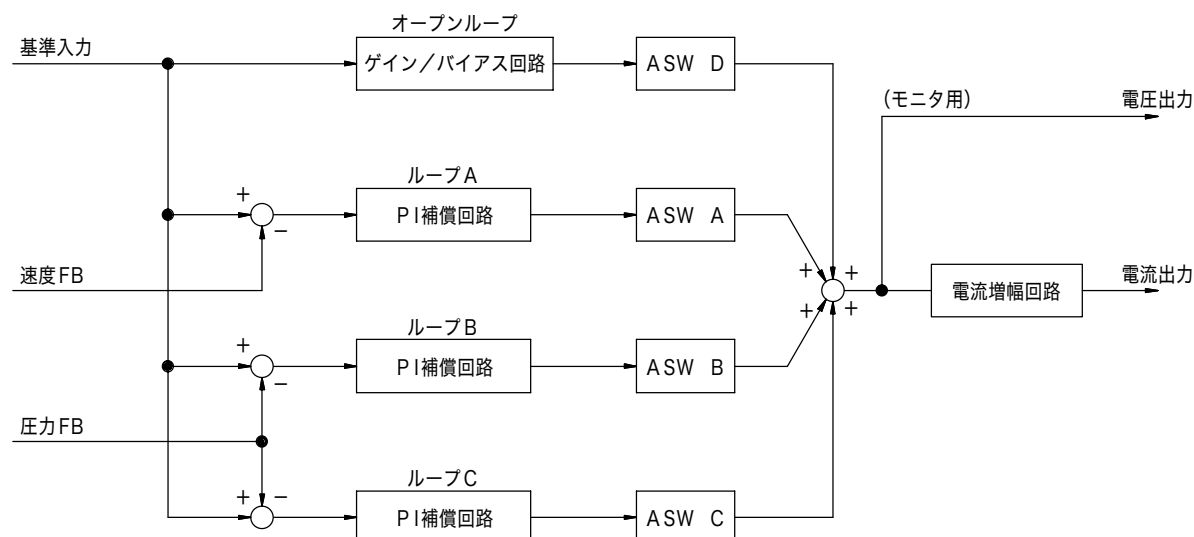 オープンループ
基準入力
ゲイン／バイアス回路
ASW D
(モニタ用)
電圧出力
ループA
+
−
PI補償回路
ASW A
速度FB
+
+
+
+
電流増幅回路
電流出力
ループB
+
−
PI補償回路
ASW B
圧力FB
ループC
+
−
PI補償回路
ASW C